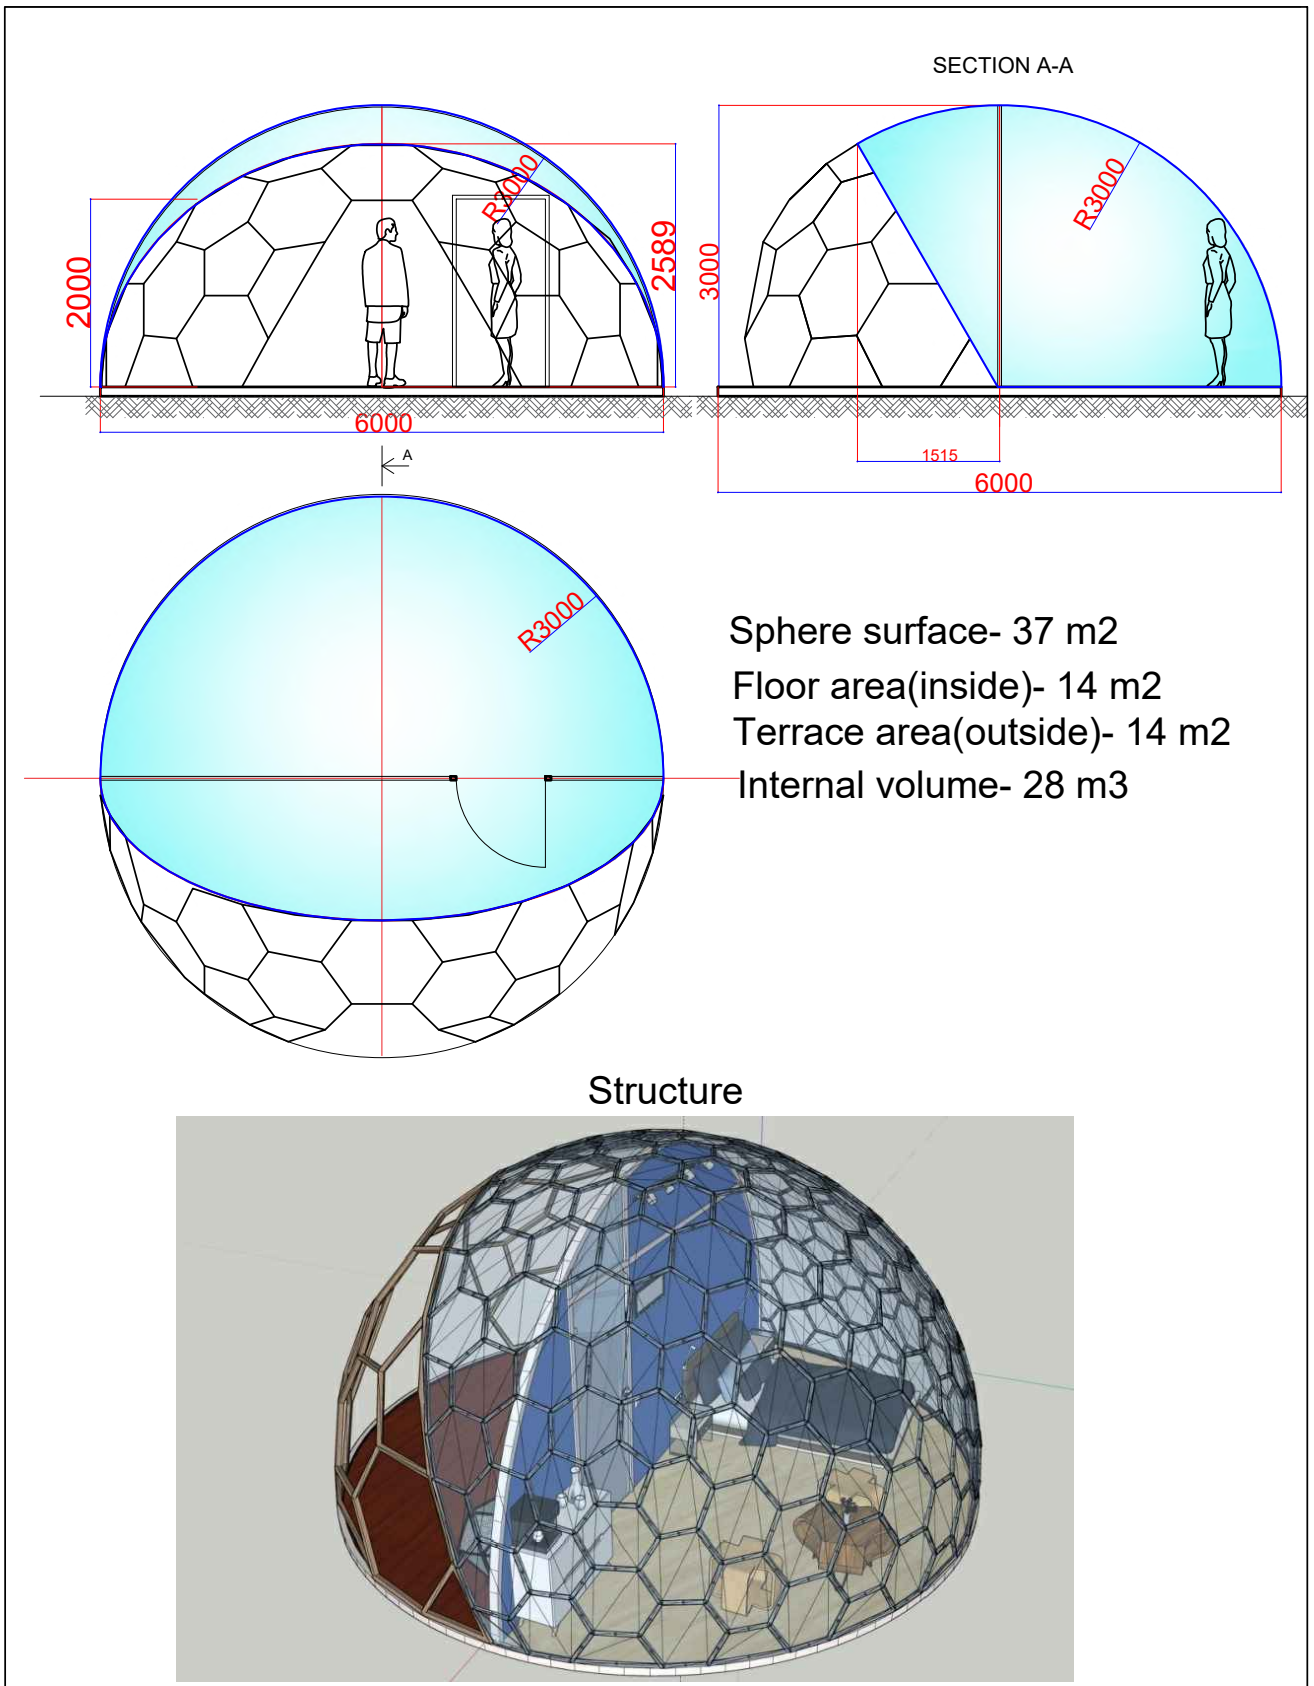 SECTION A-A
R3000
2000
2589
6000
R3000
3000
1515
6000
A
R3000
Sphere surface- 37 m2
Floor area(inside)- 14 m2
Terrace area(outside)- 14 m2
Internal volume- 28 m3
Structure